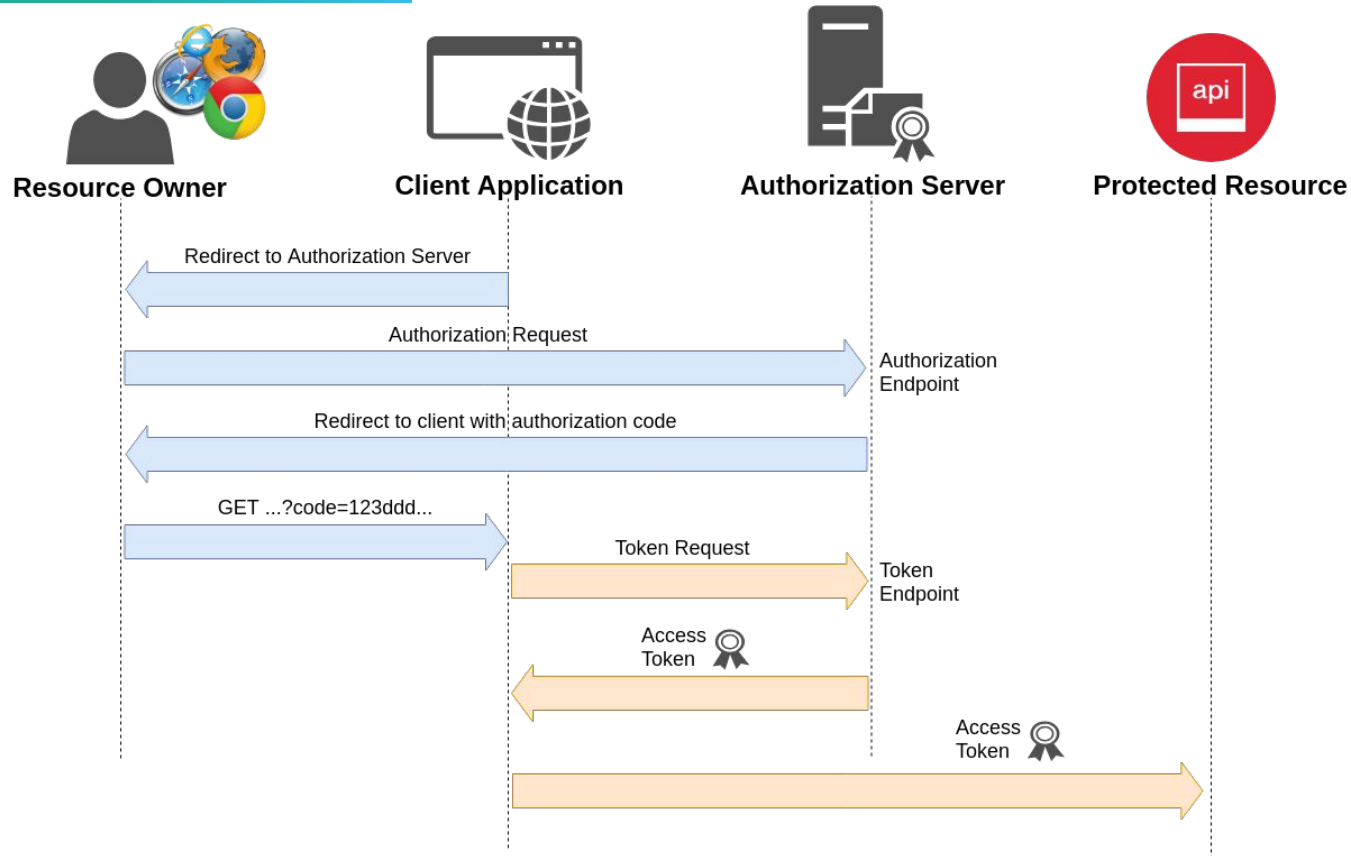 api
Resource Owner
Client Application
Authorization Server
Protected Resource
Redirect to Authorization Server
Authorization Request
Authorization
Endpoint
Redirect to client with authorization code
GET ...?code=123ddd...
Token Request
Token
Endpoint
Access
Token
Access
Token